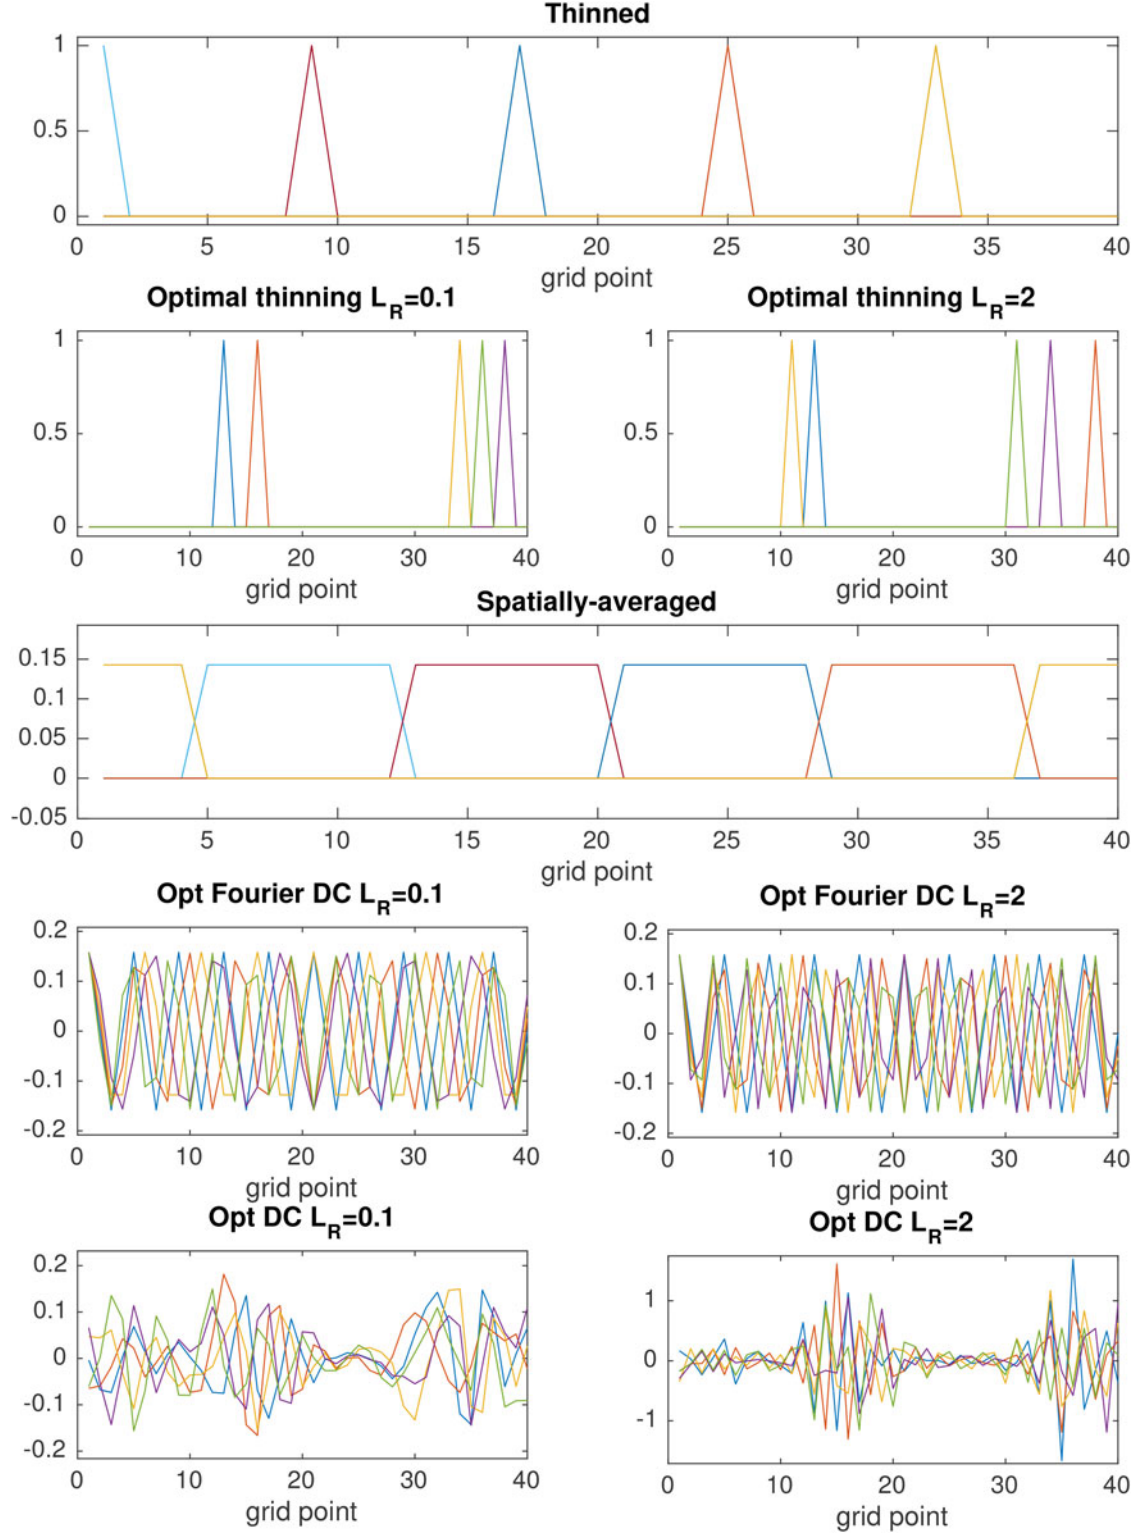 Thinned
1
0.5
0
0 5 10 15 20 25 30 35 40
grid point
Optimal thinning L_R=0.1 Optimal thinning L_R=2
1 1
0.5 0.5
0 0
0 10 20 30 40 0 10 20 30 40
grid point grid point
Spatially-averaged
0.15
0.1
0.05
0
-0.05
0 5 10 15 20 25 30 35 40
grid point
Opt Fourier DC L_R=0.1 Opt Fourier DC L_R=2
0.2 0.2
0.1 0.1
0 0
-0.1 -0.1
-0.2 -0.2
0 10 20 30 40 0 10 20 30 40
grid point grid point
Opt DC L_R=0.1 Opt DC L_R=2
0.2
0.1 1
0 0
-0.1 -1
-0.2
0 10 20 30 40 0 10 20 30 40
grid point grid point